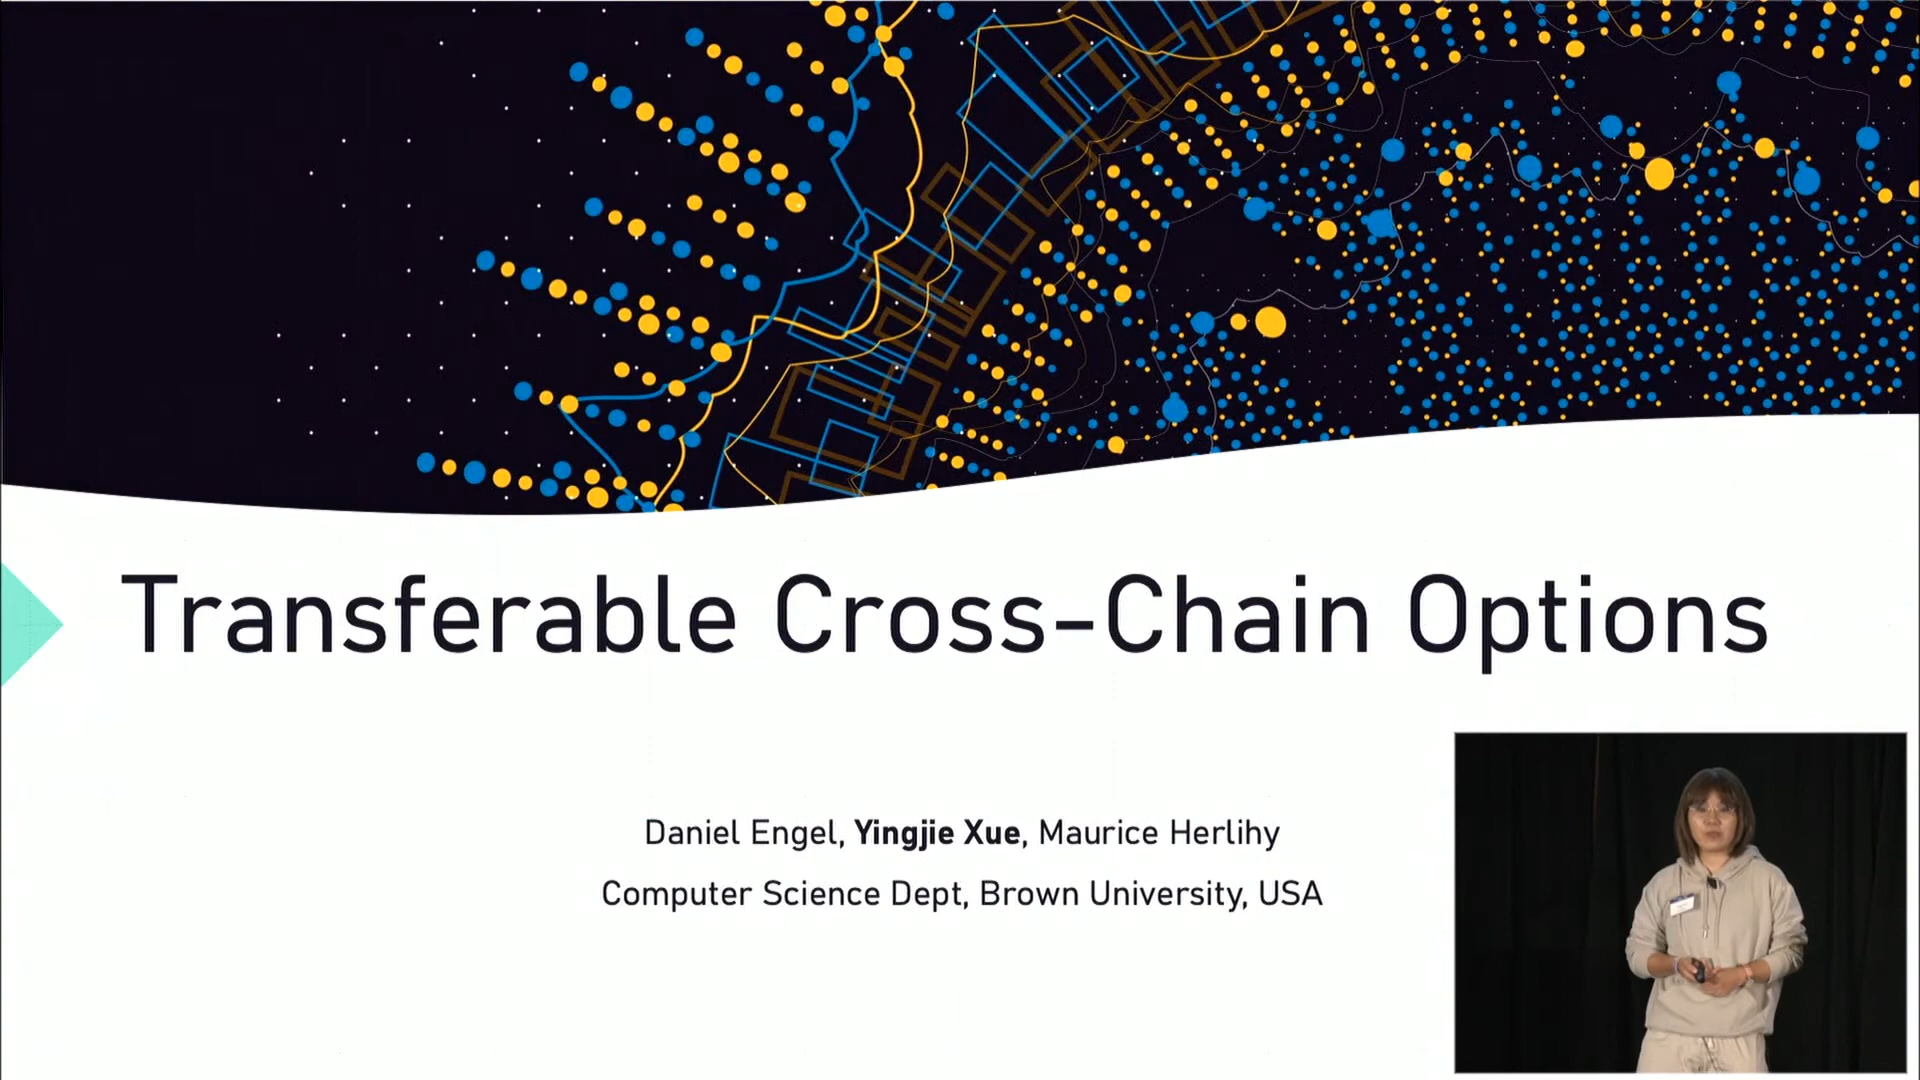 Transferable Cross-Chain Options
Daniel Engel, Yingjie Xue, Maurice Herlihy
Computer Science Dept, Brown University, USA